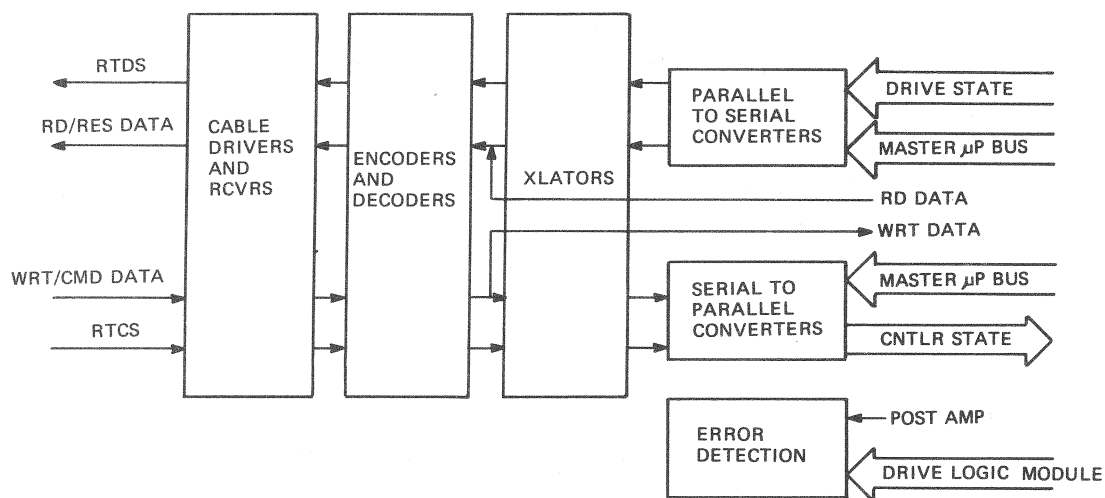 RTDS
RD/RES DATA
WRT/CMD DATA
RTCS
CABLE
DRIVERS
AND
RCVRS
ENCODERS
AND
DECODERS
XLATORS
PARALLEL
TO SERIAL
CONVERTERS
DRIVE STATE
MASTER µP BUS
RD DATA
WRT DATA
SERIAL TO
PARALLEL
CONVERTERS
MASTER µP BUS
CNTLR STATE
ERROR
DETECTION
POST AMP
DRIVE LOGIC MODULE